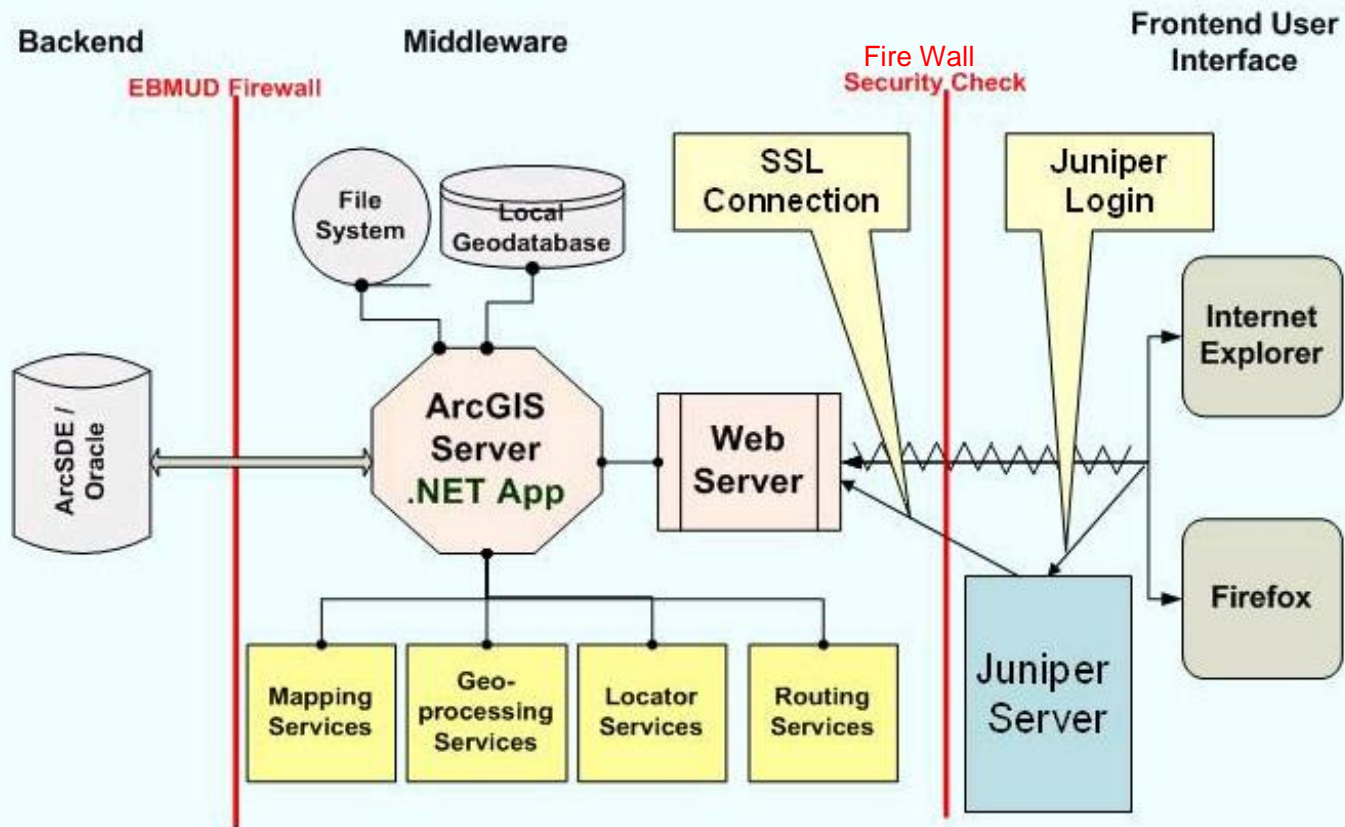 Backend
Middleware
Frontend User
Interface
EBMUD Firewall
Fire Wall
Security Check
File
System
Local
Geodatabase
SSL
Connection
Juniper
Login
Internet
Explorer
ArcSDE /
Oracle
ArcGIS
Server
.NET App
Web
Server
Firefox
Mapping
Services
Geo-
processing
Services
Locator
Services
Routing
Services
Juniper
Server